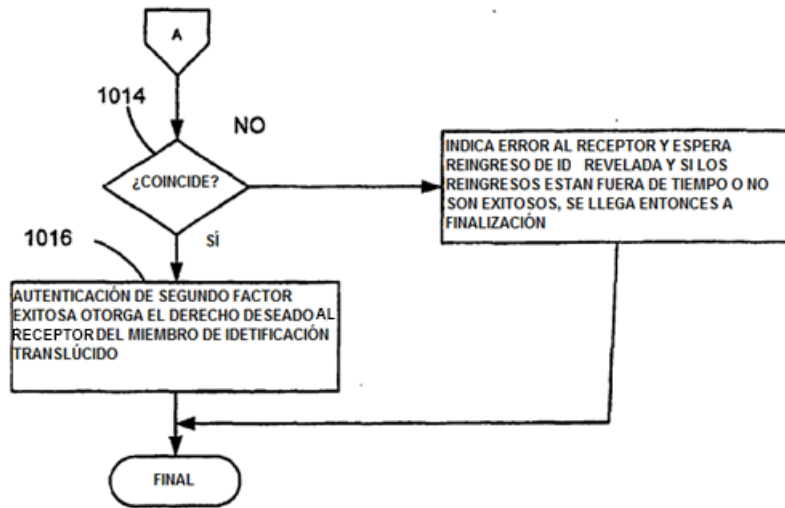 A
1014
NO
¿COINCIDE?
INDICA ERROR AL RECEPTOR Y ESPERA
REINGRESO DE ID REVELADA Y SI LOS
REINGRESOS ESTAN FUERA DE TIEMPO O NO
SON EXITOSOS, SE LLEGA ENTONCES A
FINALIZACIÓN
SÍ
1016
AUTENTICACIÓN DE SEGUNDO FACTOR
EXITOSA OTORGA EL DERECHO DESEADO AL
RECEPTOR DEL MIEMBRO DE IDETIFICACIÓN
TRANSLÚCIDO
FINAL